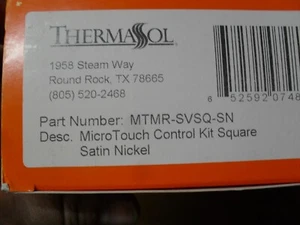 THERMASOL
1958 Steam Way
Round Rock, TX 78665
(805) 520-2468
6 52592 0748
Part Number: MTMR-SVSQ-SN
Desc. MicroTouch Control Kit Square
Satin Nickel